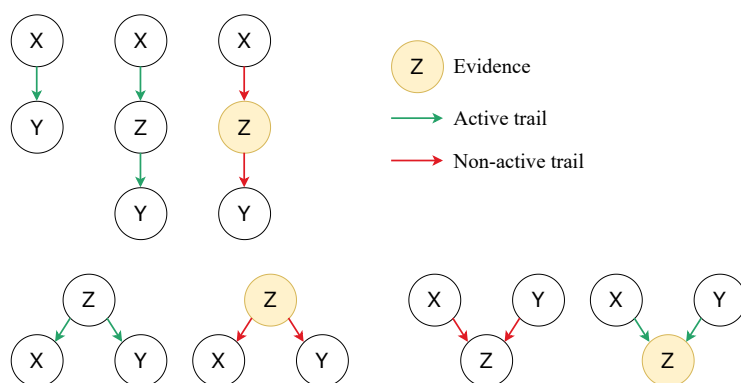 X X X
Z Evidence
Y Z Z
Active trail
Non-active trail
Y Y
Z Z
X Y X Y
X Y X Y
Z Z